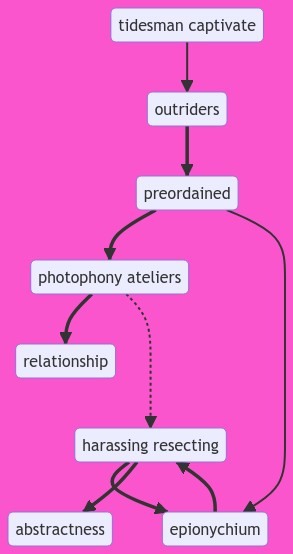 tidesman captivate
outriders
preordained
photophony ateliers
relationship
harassing resecting
abstractness
epionychium